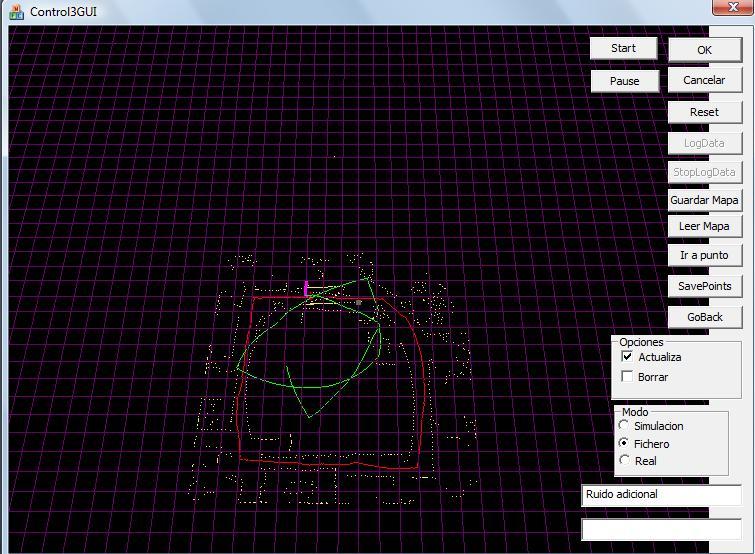 Control3GUI
Start
OK
Pause
Cancelar
Reset
LogData
StopLogData
Guardar Mapa
Leer Mapa
Ir a punto
SavePoints
GoBack
Opciones
Actualiza
Borrar
Modo
Simulacion
Fichero
Real
Ruido adicional